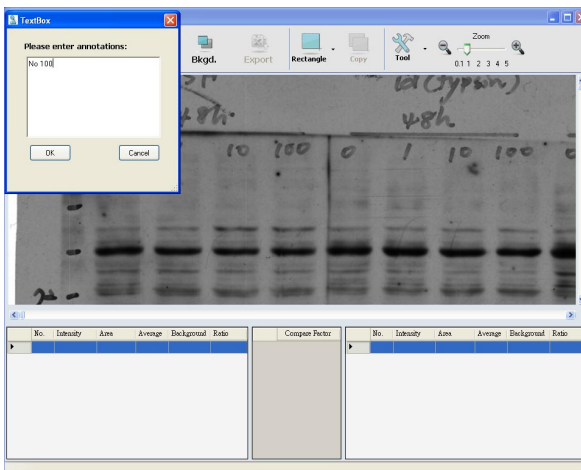 TextBox
Please enter annotations:
No 100
OK Cancel
Bkgd. Export Rectangle Copy Tool
Zoom
0.1 1 2 3 4 5
48h
48h
10 100 0 1 10 100 0
No. Intensity Area Average Background Ratio
Compare Factor
No. Intensity Area Average Background Ratio